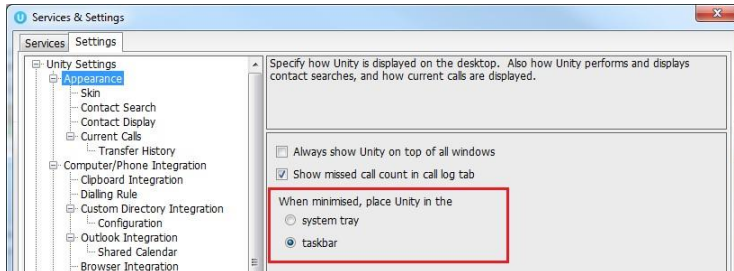 Services & Settings
Services Settings
Unity Settings
Appearance
Skin
Contact Search
Contact Display
Current Calls
Transfer History
Computer/Phone Integration
Clipboard Integration
Dialling Rule
Custom Directory Integration
Configuration
Outlook Integration
Shared Calendar
Browser Integration
Specify how Unity is displayed on the desktop. Also how Unity performs and displays
contact searches, and how current calls are displayed.
Always show Unity on top of all windows
Show missed call count in call log tab
When minimised, place Unity in the
system tray
taskbar